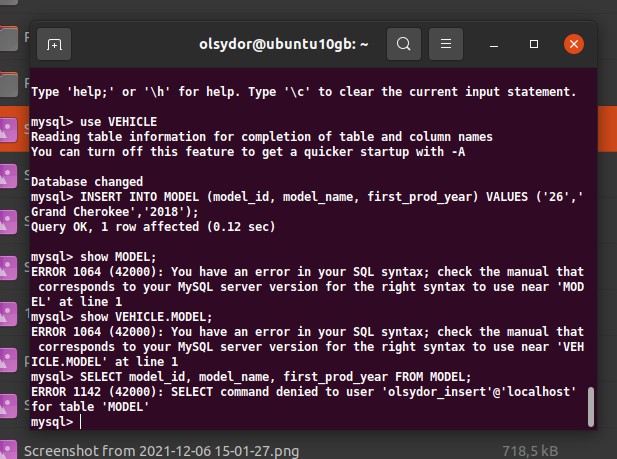 olsydor@ubuntu10gb: ~
Type 'help;' or '\h' for help. Type '\c' to clear the current input statement.
mysql> use VEHICLE
Reading table information for completion of table and column names
You can turn off this feature to get a quicker startup with -A
Database changed
mysql> INSERT INTO MODEL (model_id, model_name, first_prod_year) VALUES ('26','
Grand Cherokee','2018');
Query OK, 1 row affected (0.12 sec)
mysql> show MODEL;
ERROR 1064 (42000): You have an error in your SQL syntax; check the manual that
 corresponds to your MySQL server version for the right syntax to use near 'MOD
EL' at line 1
mysql> show VEHICLE.MODEL;
ERROR 1064 (42000): You have an error in your SQL syntax; check the manual that
 corresponds to your MySQL server version for the right syntax to use near 'VEH
ICLE.MODEL' at line 1
mysql> SELECT model_id, model_name, first_prod_year FROM MODEL;
ERROR 1142 (42000): SELECT command denied to user 'olsydor_insert'@'localhost'
for table 'MODEL'
mysql>
Screenshot from 2021-12-06 15-01-27.png 718,5 kB